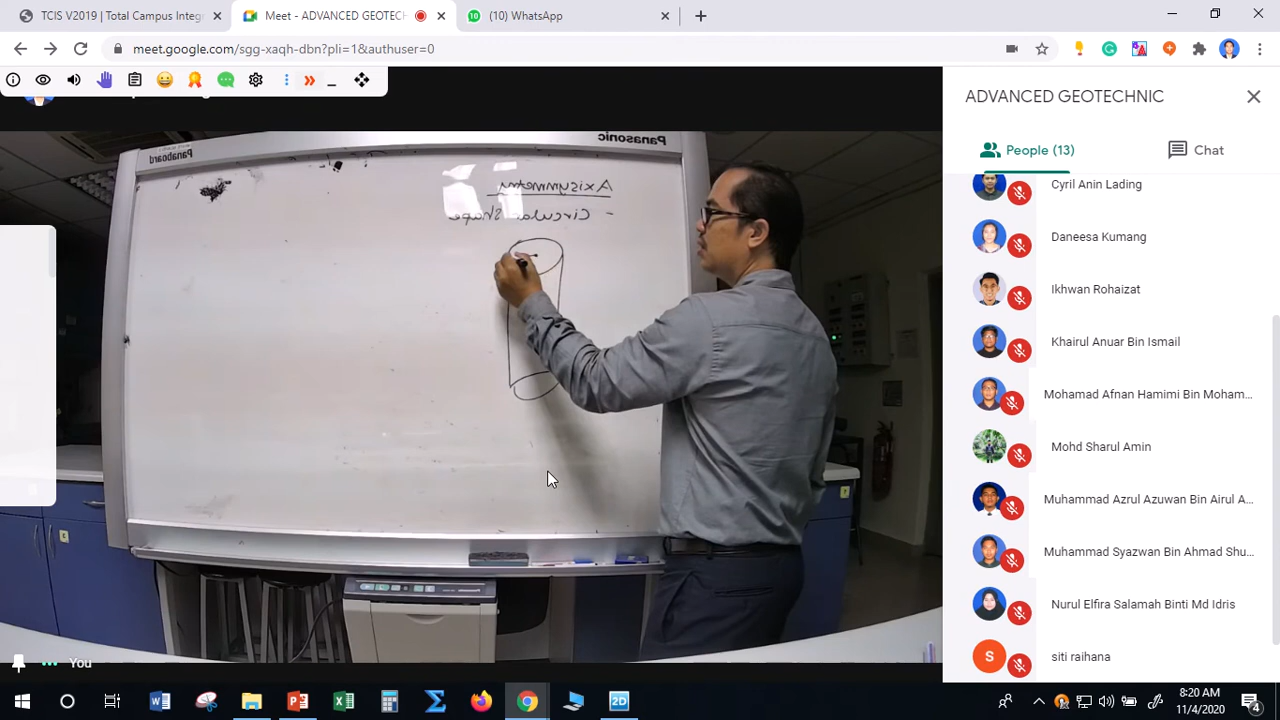 TCIS V2019 | Total Campus Integ
Meet - ADVANCED GEOTECH
(10) WhatsApp
meet.google.com/sgg-xaqh-dbn?pli=1&authuser=0
ADVANCED GEOTECHNIC
People (13)
Chat
Panasonic
Panaboard
Axisymmetry
- Circular shape
Cyril Anin Lading
Daneesa Kumang
Ikhwan Rohaizat
Khairul Anuar Bin Ismail
Mohamad Afnan Hamimi Bin Moham...
Mohd Sharul Amin
Muhammad Azrul Azuwan Bin Airul A...
Muhammad Syazwan Bin Ahmad Shu...
Nurul Elfira Salamah Binti Md Idris
S
siti raihana
You
2D
8:20 AM
11/4/2020
4